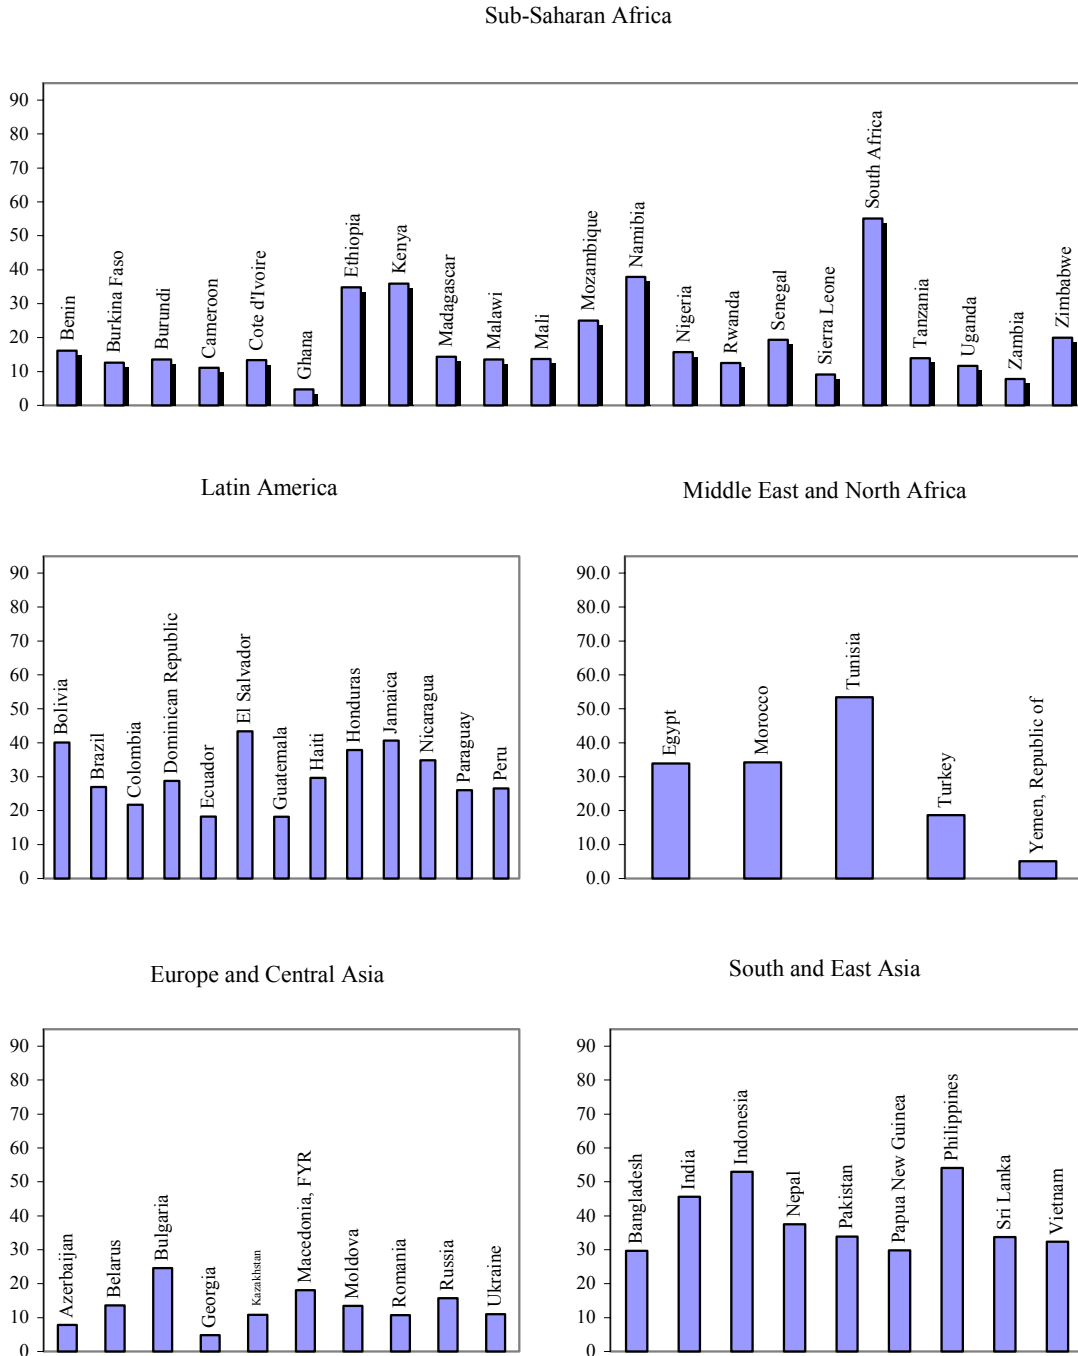 Sub-Saharan Africa
90
80
70
60
50
40
30
20
10
0
Benin
Burkina Faso
Burundi
Cameroon
Cote d'Ivoire
Ghana
Ethiopia
Kenya
Madagascar
Malawi
Mali
Mozambique
Namibia
Nigeria
Rwanda
Senegal
Sierra Leone
South Africa
Tanzania
Uganda
Zambia
Zimbabwe
Latin America
90
80
70
60
50
40
30
20
10
0
Bolivia
Brazil
Colombia
Dominican Republic
Ecuador
El Salvador
Guatemala
Haiti
Honduras
Jamaica
Nicaragua
Paraguay
Peru
Middle East and North Africa
90.0
80.0
70.0
60.0
50.0
40.0
30.0
20.0
10.0
0.0
Egypt
Morocco
Tunisia
Turkey
Yemen, Republic of
Europe and Central Asia
90
80
70
60
50
40
30
20
10
0
Azerbaijan
Belarus
Bulgaria
Georgia
Kazakhstan
Macedonia, FYR
Moldova
Romania
Russia
Ukraine
South and East Asia
90
80
70
60
50
40
30
20
10
0
Bangladesh
India
Indonesia
Nepal
Pakistan
Papua New Guinea
Philippines
Sri Lanka
Vietnam